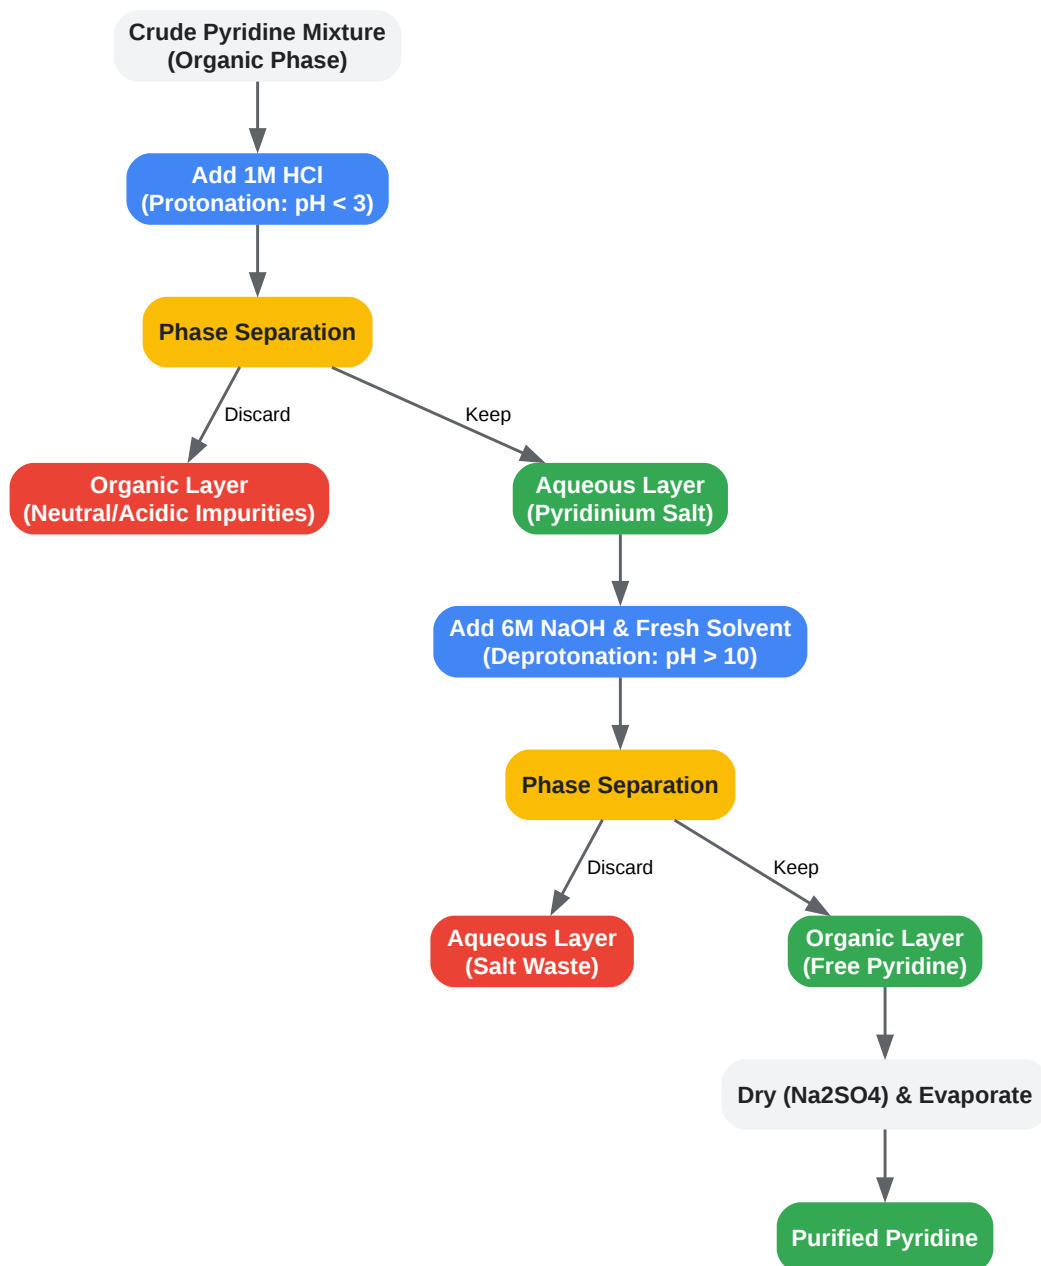 Crude Pyridine Mixture
(Organic Phase)
Add 1M HCl
(Protonation: pH < 3)
Phase Separation
Discard
Keep
Organic Layer
(Neutral/Acidic Impurities)
Aqueous Layer
(Pyridinium Salt)
Add 6M NaOH & Fresh Solvent
(Deprotonation: pH > 10)
Phase Separation
Discard
Keep
Aqueous Layer
(Salt Waste)
Organic Layer
(Free Pyridine)
Dry (Na2SO4) & Evaporate
Purified Pyridine